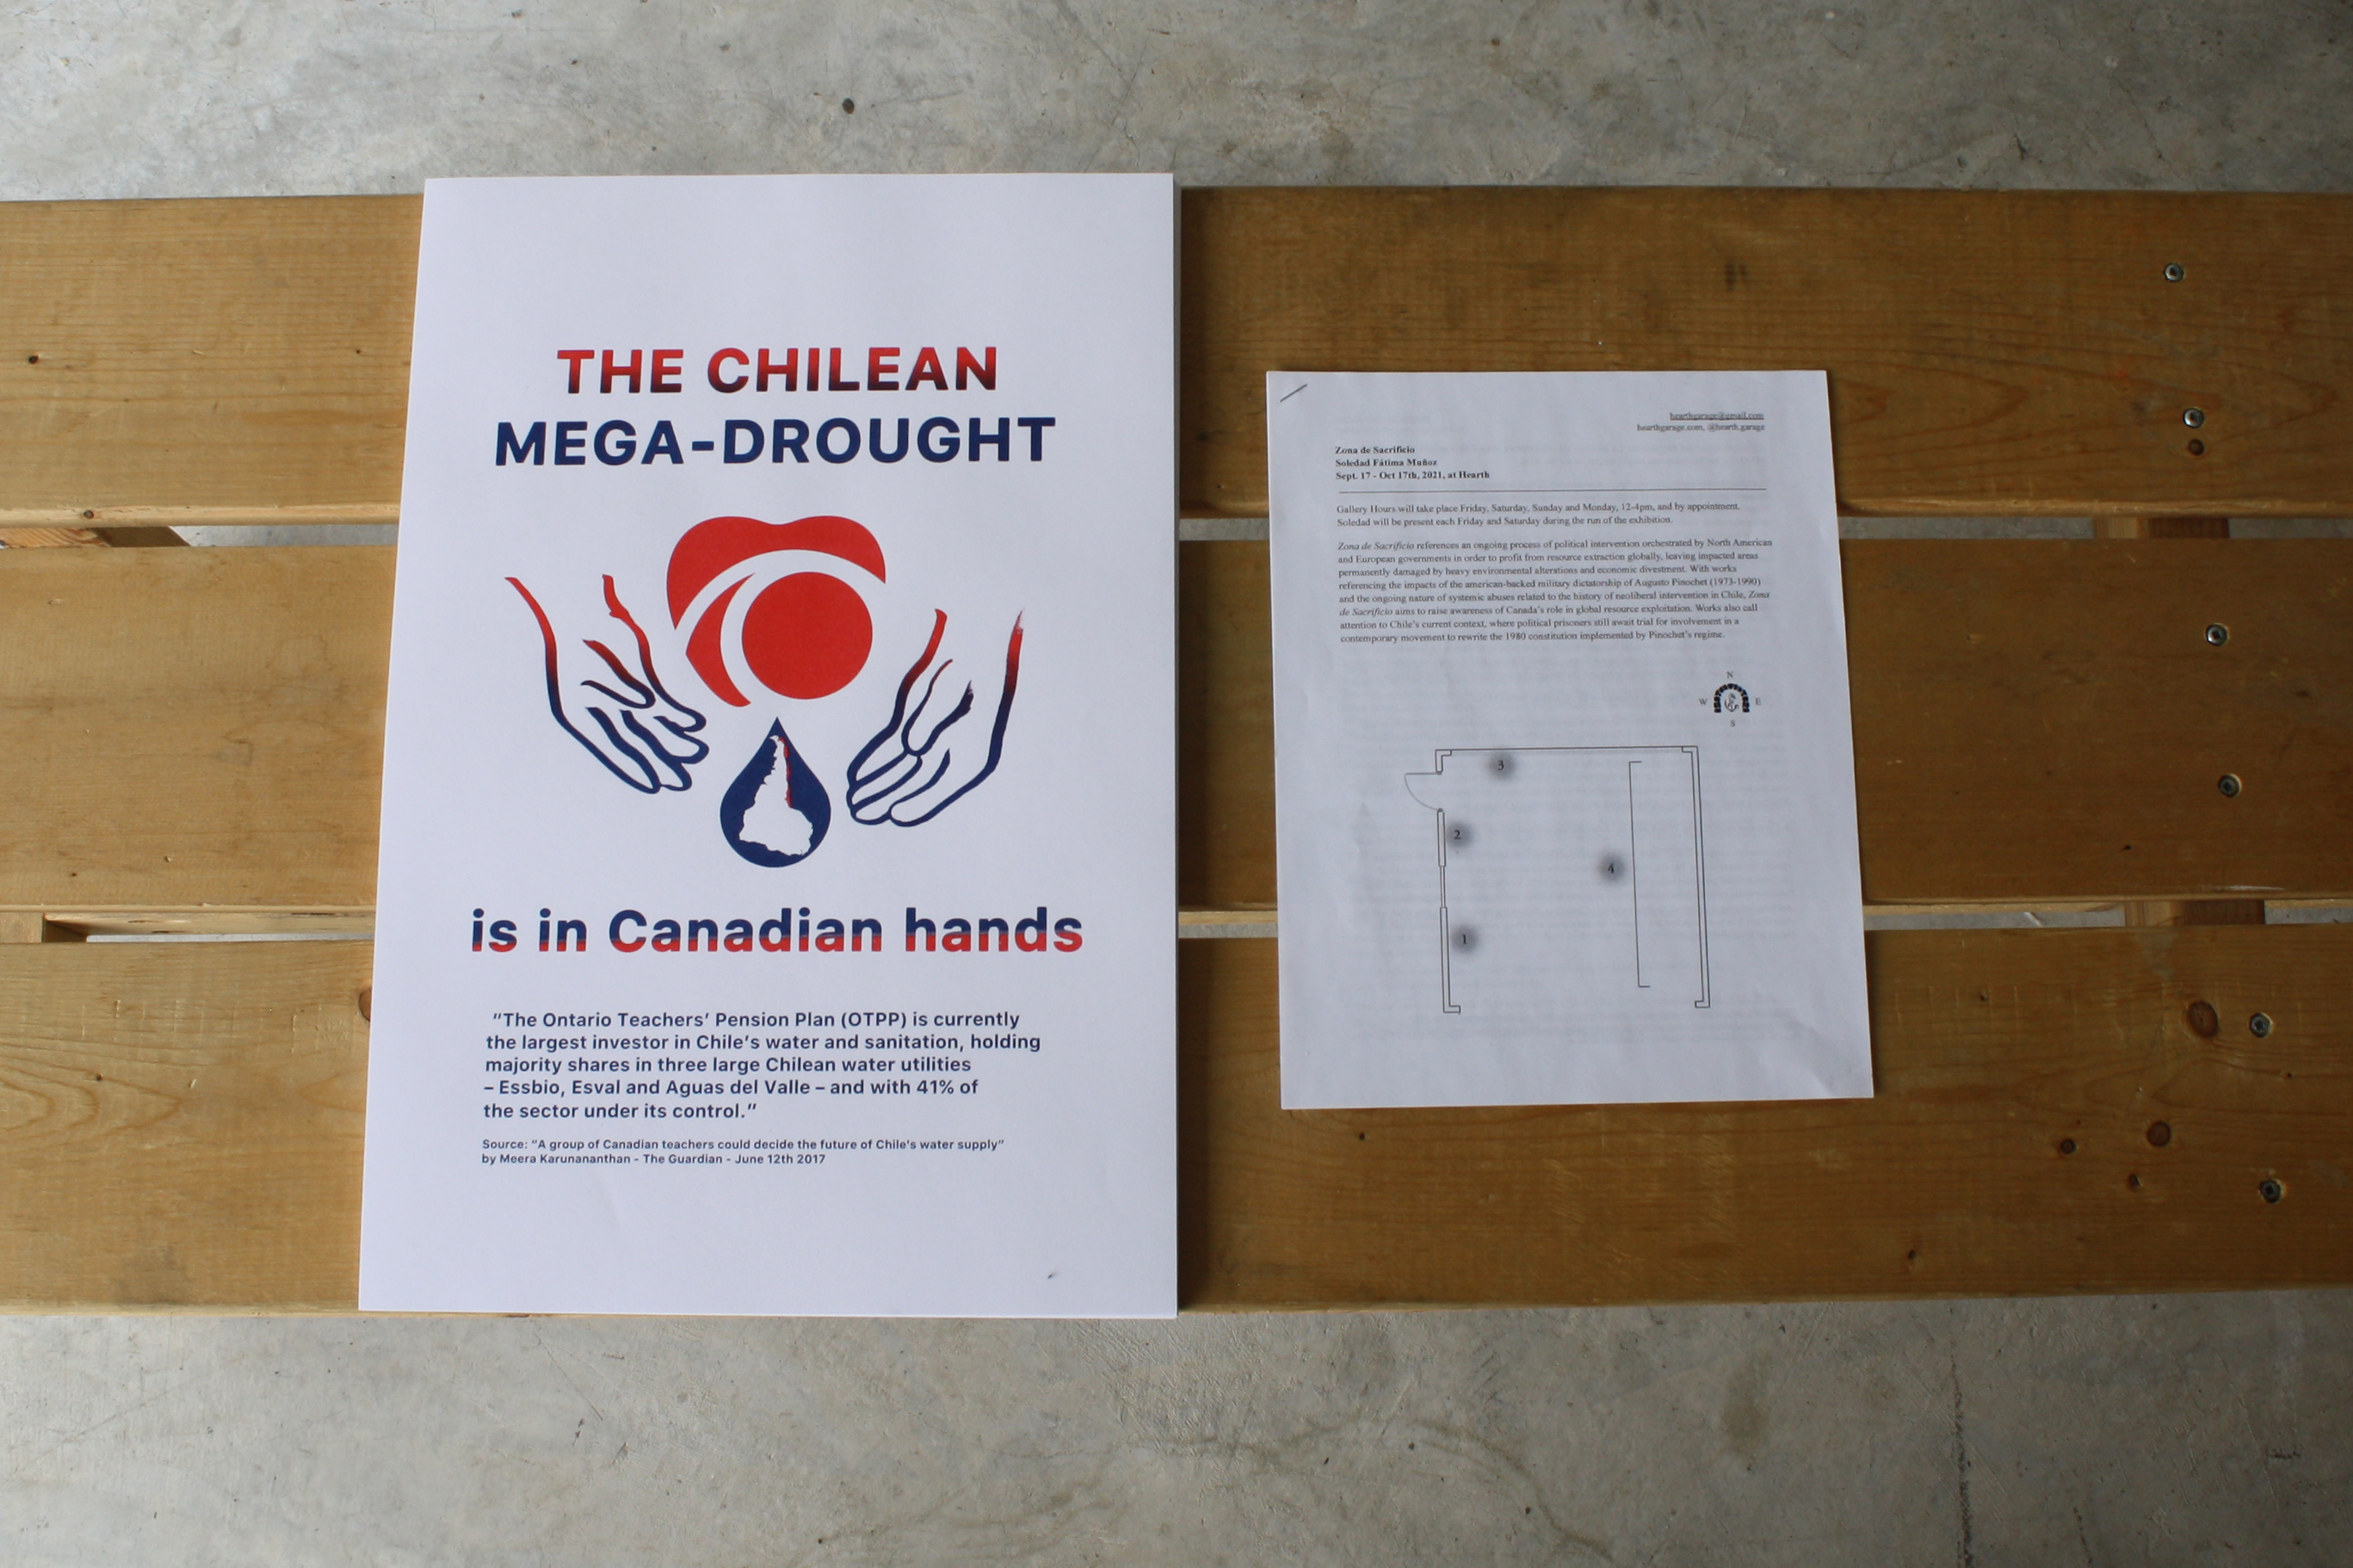 THE CHILEAN
MEGA-DROUGHT
is in Canadian hands
"The Ontario Teachers' Pension Plan (OTPP) is currently
the largest investor in Chile's water and sanitation, holding
majority shares in three large Chilean water utilities
– Essbio, Esval and Aguas del Valle – and with 41% of
the sector under its control."
Source: "A group of Canadian teachers could decide the future of Chile's water supply"
by Meera Karunananthan - The Guardian - June 12th 2017
hearthgarage@gmail.com
hearthgarage.com, @hearth.garage
Zona de Sacrificio
Soledad Fátima Muñoz
Sept. 17 - Oct 17th, 2021, at Hearth
Gallery Hours will take place Friday, Saturday, Sunday and Monday, 12-4pm, and by appointment.
Soledad will be present each Friday and Saturday during the run of the exhibition.
Zona de Sacrificio references an ongoing process of political intervention orchestrated by North American
and European governments in order to profit from resource extraction globally, leaving impacted areas
permanently damaged by heavy environmental alterations and economic divestment. With works
referencing the impacts of the american-backed military dictatorship of Augusto Pinochet (1973-1990)
and the ongoing nature of systemic abuses related to the history of neoliberal intervention in Chile, Zona
de Sacrificio aims to raise awareness of Canada's role in global resource exploitation. Works also call
attention to Chile's current context, where political prisoners still await trial for involvement in a
contemporary movement to rewrite the 1980 constitution implemented by Pinochet's regime.
N
W E
S
3
2
4
1